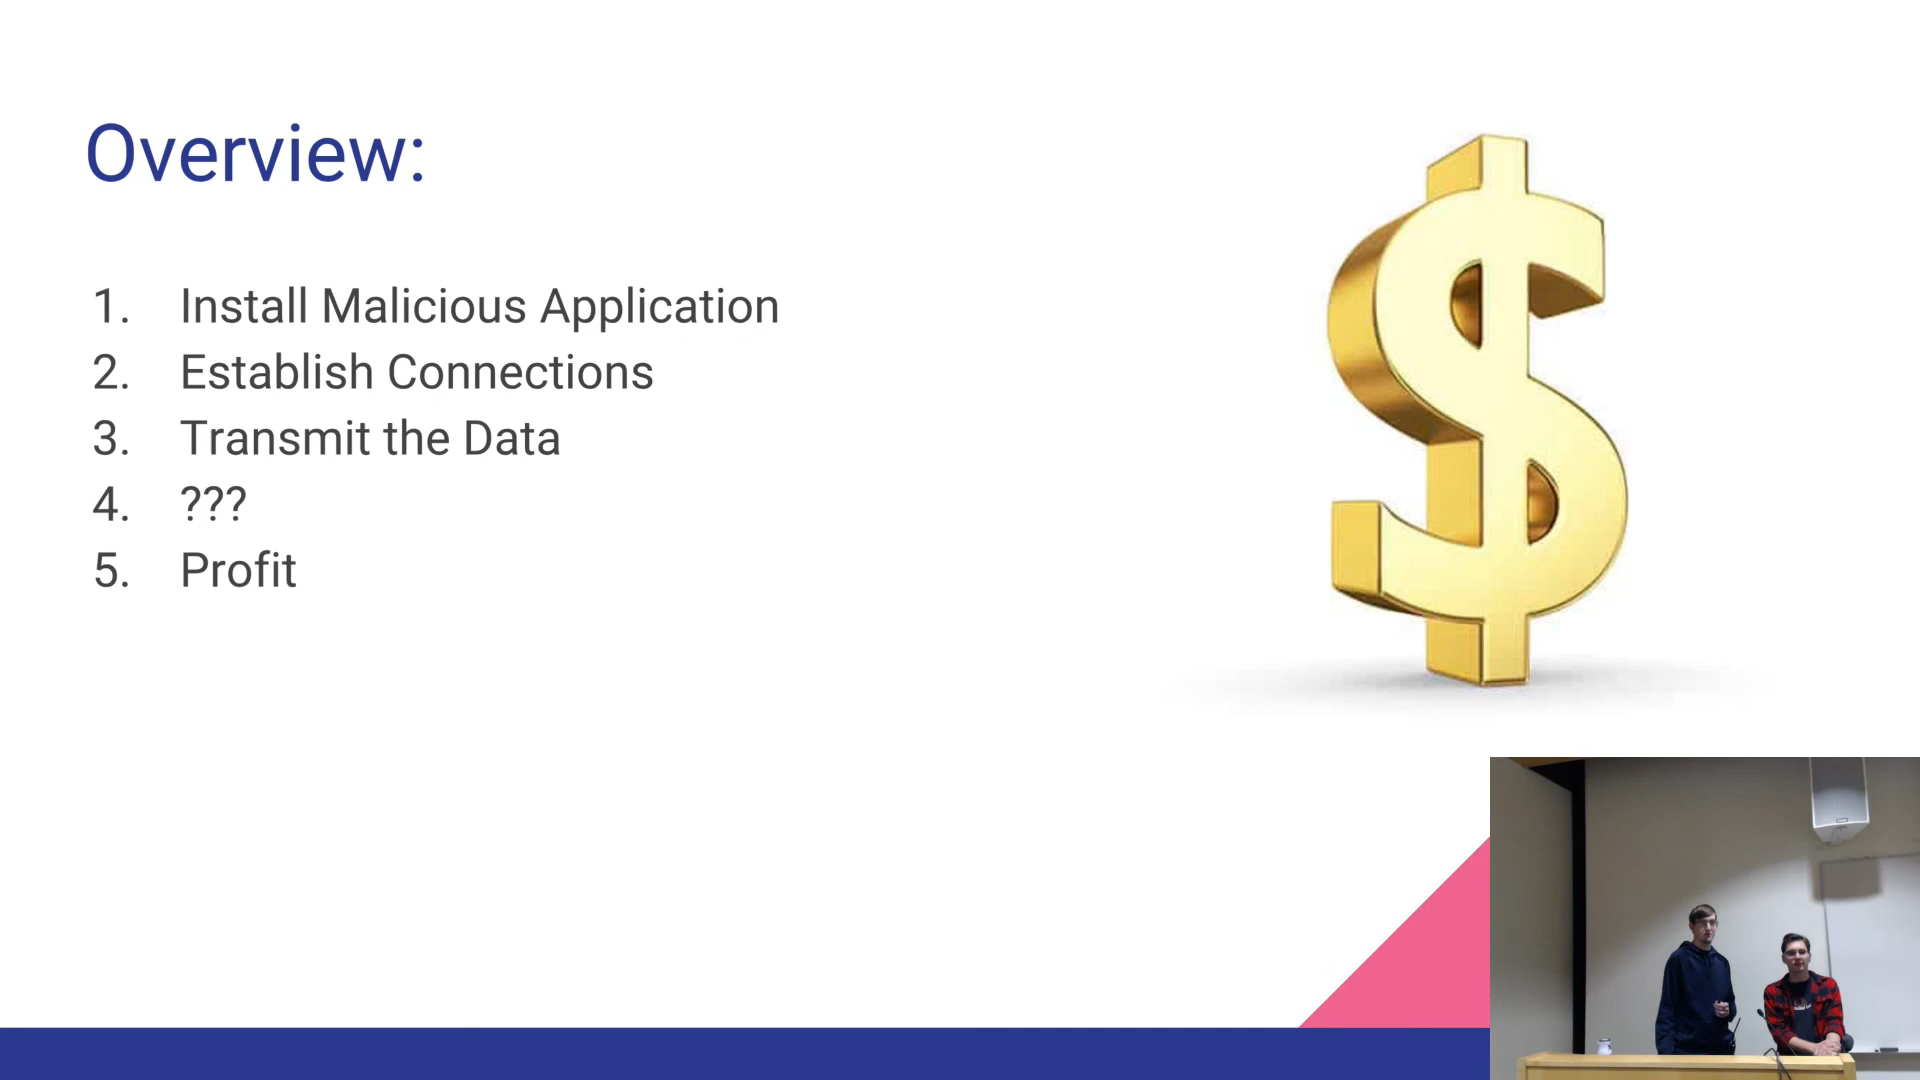 Overview:
1. Install Malicious Application
2. Establish Connections
3. Transmit the Data
4. ???
5. Profit